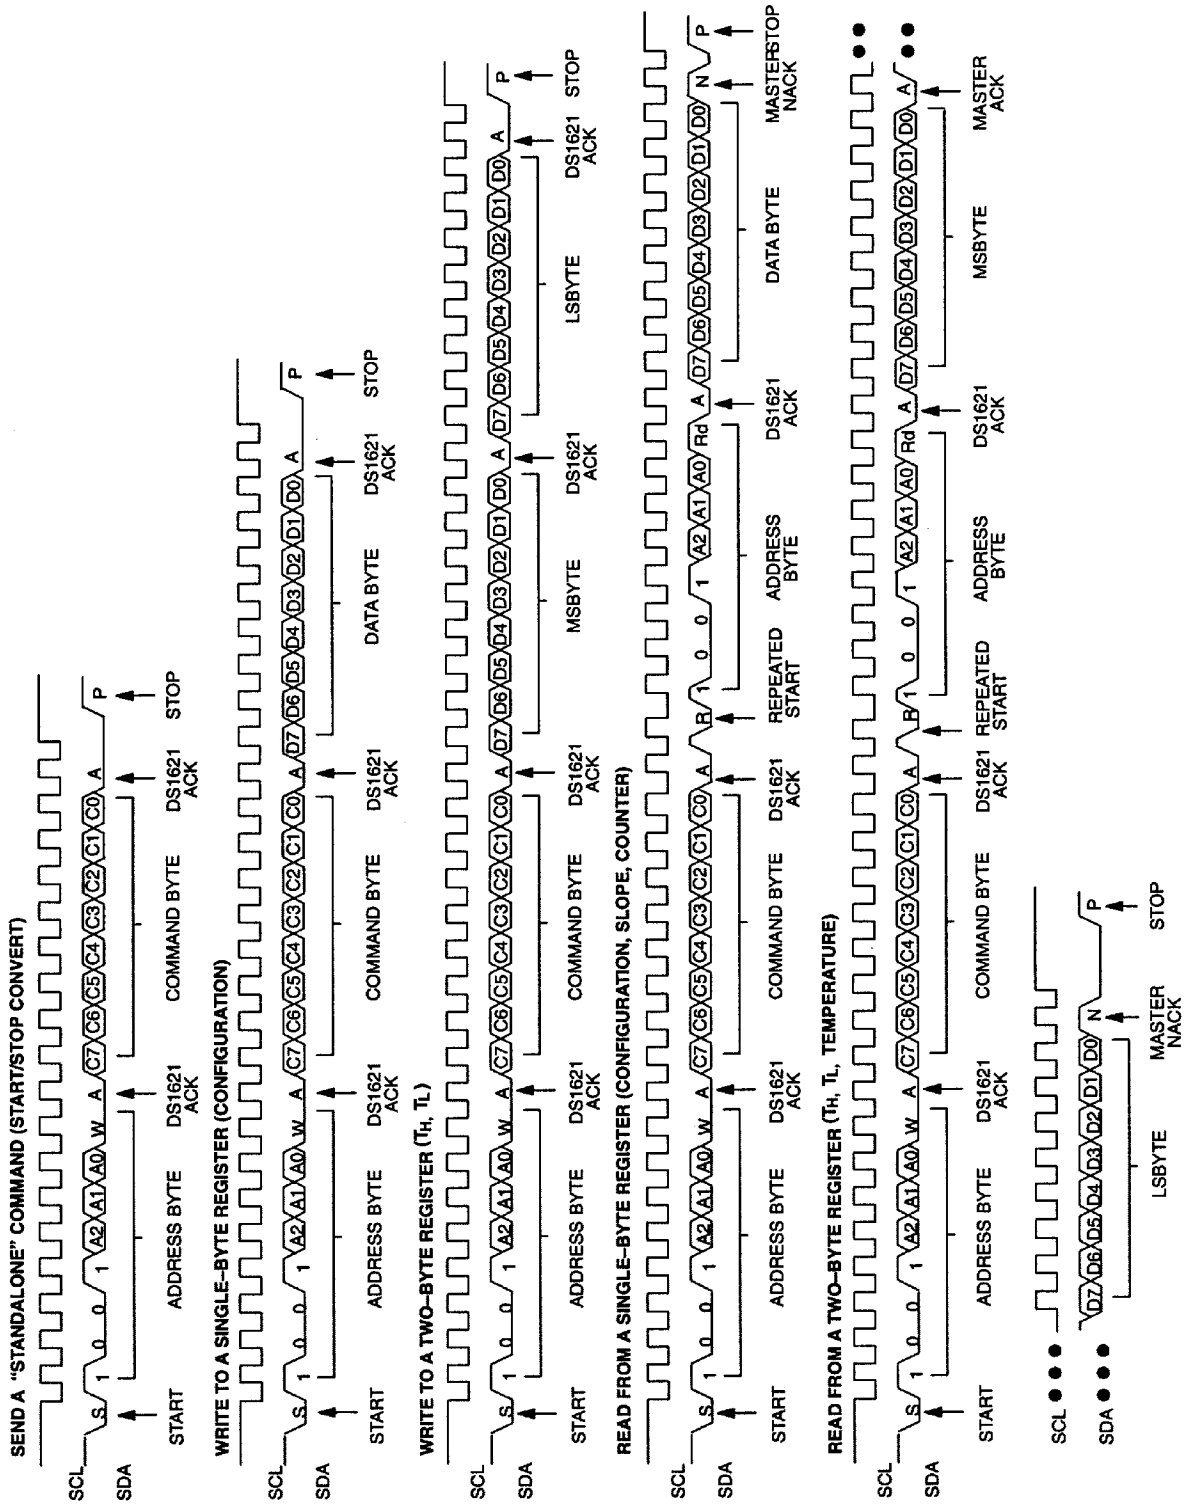 SEND A “STANDALONE” COMMAND (START/STOP CONVERT)
SCL
SDA
S 1 0 0 1 A2 A1 A0 W A C7 C6 C5 C4 C3 C2 C1 C0 A P
START ADDRESS BYTE DS1621 ACK COMMAND BYTE DS1621 ACK STOP
WRITE TO A SINGLE–BYTE REGISTER (CONFIGURATION)
SCL
SDA
S 1 0 0 1 A2 A1 A0 W A C7 C6 C5 C4 C3 C2 C1 C0 A D7 D6 D5 D4 D3 D2 D1 D0 A P
START ADDRESS BYTE DS1621 ACK COMMAND BYTE DS1621 ACK DATA BYTE DS1621 ACK STOP
WRITE TO A TWO–BYTE REGISTER (TH, TL)
SCL
SDA
S 1 0 0 1 A2 A1 A0 W A C7 C6 C5 C4 C3 C2 C1 C0 A D7 D6 D5 D4 D3 D2 D1 D0 A D7 D6 D5 D4 D3 D2 D1 D0 A P
START ADDRESS BYTE DS1621 ACK COMMAND BYTE DS1621 ACK MSBYTE DS1621 ACK LSBYTE DS1621 ACK STOP
READ FROM A SINGLE–BYTE REGISTER (CONFIGURATION, SLOPE, COUNTER)
SCL
SDA
S 1 0 0 1 A2 A1 A0 W A C7 C6 C5 C4 C3 C2 C1 C0 A R 1 0 0 1 A2 A1 A0 Rd A D7 D6 D5 D4 D3 D2 D1 D0 N P
START ADDRESS BYTE DS1621 ACK COMMAND BYTE DS1621 ACK REPEATED START ADDRESS BYTE DS1621 ACK DATA BYTE MASTER NACK STOP
READ FROM A TWO–BYTE REGISTER (TH, TL, TEMPERATURE)
SCL
SDA
S 1 0 0 1 A2 A1 A0 W A C7 C6 C5 C4 C3 C2 C1 C0 A R 1 0 0 1 A2 A1 A0 Rd A D7 D6 D5 D4 D3 D2 D1 D0 A
START ADDRESS BYTE DS1621 ACK COMMAND BYTE DS1621 ACK REPEATED START ADDRESS BYTE DS1621 ACK MSBYTE MASTER ACK
SCL
SDA
D7 D6 D5 D4 D3 D2 D1 D0 N P
LSBYTE MASTER NACK STOP